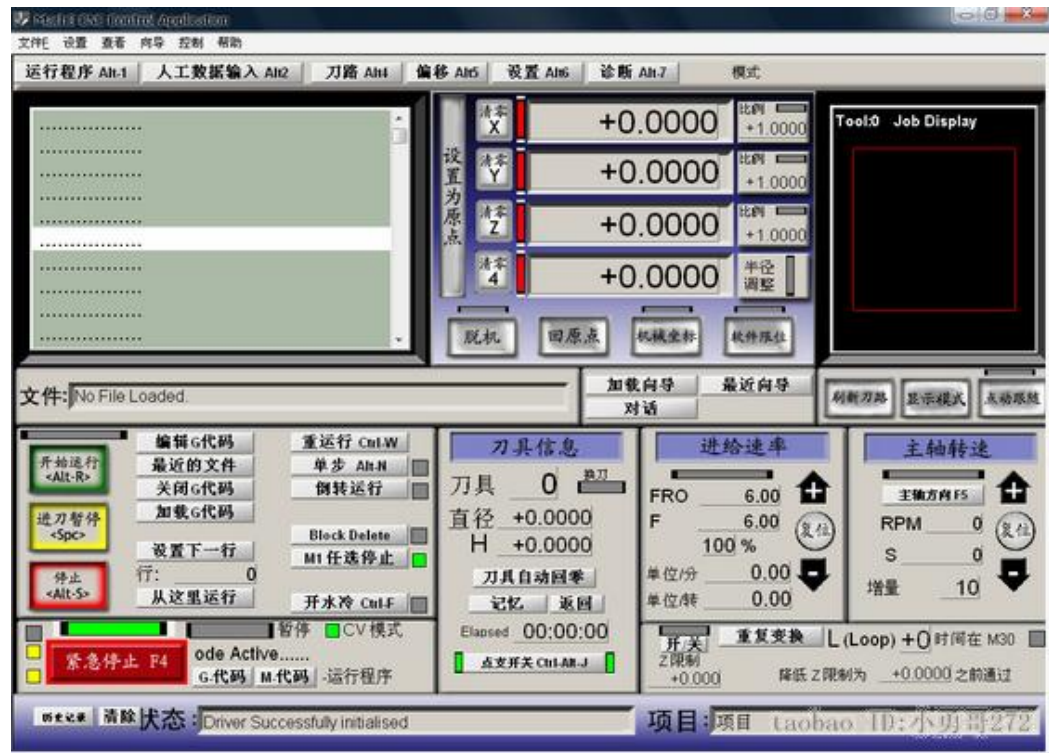 Mach3 CNC Control Application
文件F 设置 查看 向导 控制 帮助
运行程序 Alt-1 人工数据输入 Alt2 刀路 Alt4 偏移 Alt5 设置 Alt6 诊断 Alt-7 模式
设置为原点
清零 X +0.0000 比例 +1.0000
清零 Y +0.0000 比例 +1.0000
清零 Z +0.0000 比例 +1.0000
清零 4 +0.0000 半径调整
脱机 回原点 机械坐标 软件限位
Tool:0 Job Display
文件: No File Loaded.
加载向导 最近向导
对话
刷新刀路 显示模式 点动跟随
开始运行 <Alt-R>
进刀暂停 <Spc>
停止 <Alt-S>
编辑G代码
最近的文件
关闭G代码
加载G代码
设置下一行
行: 0
从这里运行
重运行 Ctrl-W
单步 Alt-N
倒转运行
Block Delete
M1 任选停止
开水冷 Ctrl-F
刀具信息
刀具 0 换刀
直径 +0.0000
H +0.0000
刀具自动回零
记忆 返回
Elapsed 00:00:00
点支开关 Ctrl-Alt-J
进给速率
FRO 6.00
F 6.00
100 %
复位
单位/分 0.00
单位/转 0.00
主轴转速
主轴方向 F5
RPM 0
S 0
复位
增量 10
暂停 CV 模式
紧急停止 F4
ode Active......
G.代码 M.代码 -运行程序
开/关 重复变换 L (Loop) +0 时间在 M30
Z 限制
+0.000 降低 Z 限制为 +0.0000 之前通过
历史记录 清除 状态: Driver Successfully initialised
项目: 项目 taobao ID:小勇哥272